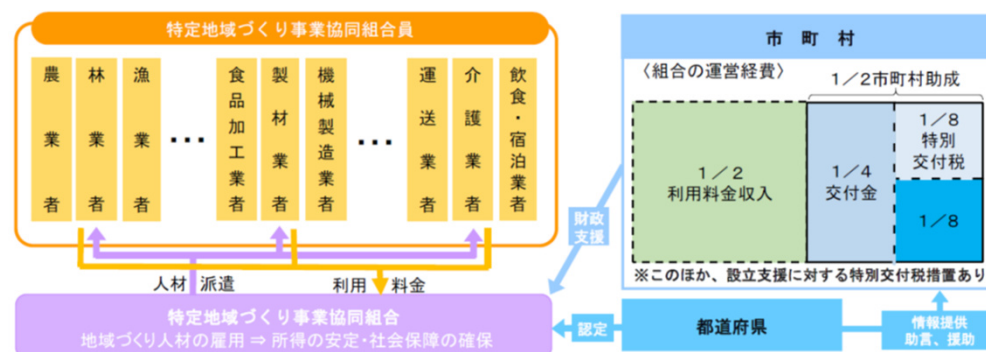 特定地域づくり事業協同組合員
農業者
林業者
漁業者
・・・
食品加工業者
製材業者
機械製造業者
・・・
運送業者
介護業者
飲食・宿泊業者
人材 派遣
利用 料金
特定地域づくり事業協同組合
地域づくり人材の雇用 ⇒ 所得の安定・社会保障の確保
財政
支援
市 町 村
〈組合の運営経費〉
1/2市町村助成
1/2
利用料金収入
1/4
交付金
1/8
特別
交付税
1/8
※このほか、設立支援に対する特別交付税措置あり
認定
都道府県
情報提供
助言、援助